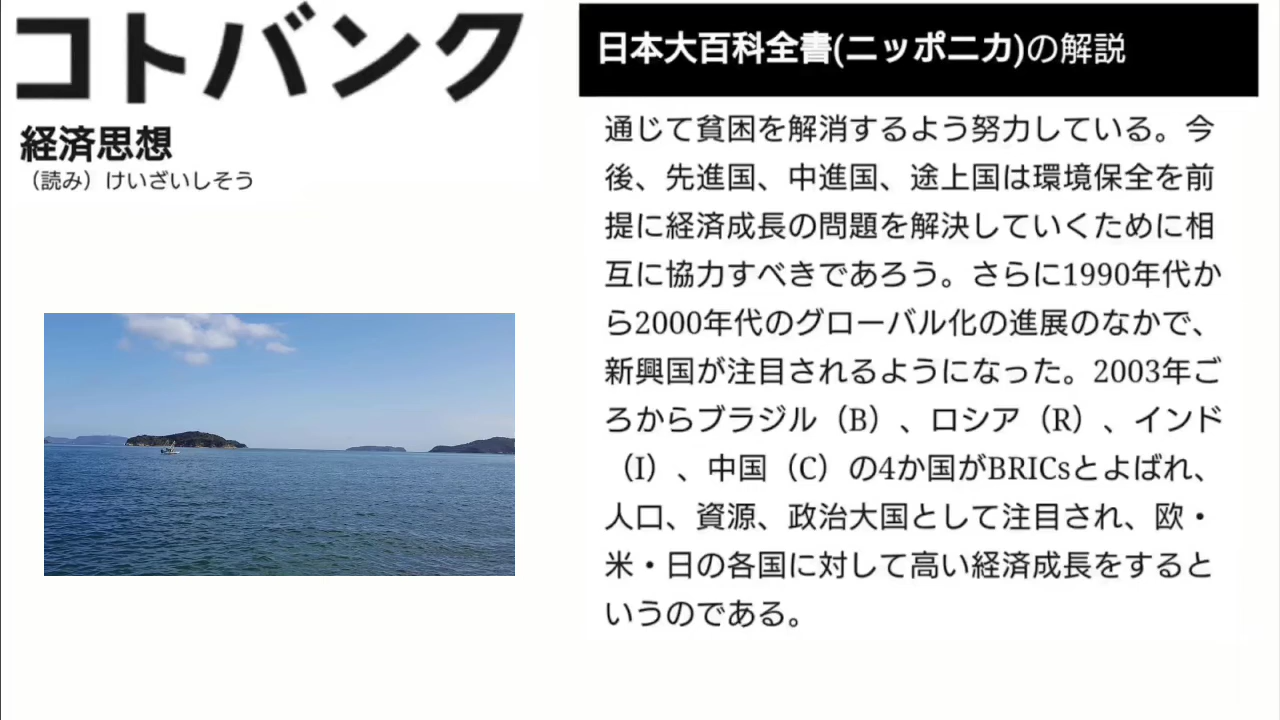 コトバンク
経済思想
（読み）けいざいしそう
日本大百科全書(ニッポニカ)の解説
通じて貧困を解消するよう努力している。今
後、先進国、中進国、途上国は環境保全を前
提に経済成長の問題を解決していくために相
互に協力すべきであろう。さらに1990年代か
ら2000年代のグローバル化の進展のなかで、
新興国が注目されるようになった。2003年ご
ろからブラジル（B）、ロシア（R）、インド
（I）、中国（C）の4か国がBRICsとよばれ、
人口、資源、政治大国として注目され、欧・
米・日の各国に対して高い経済成長をすると
いうのである。